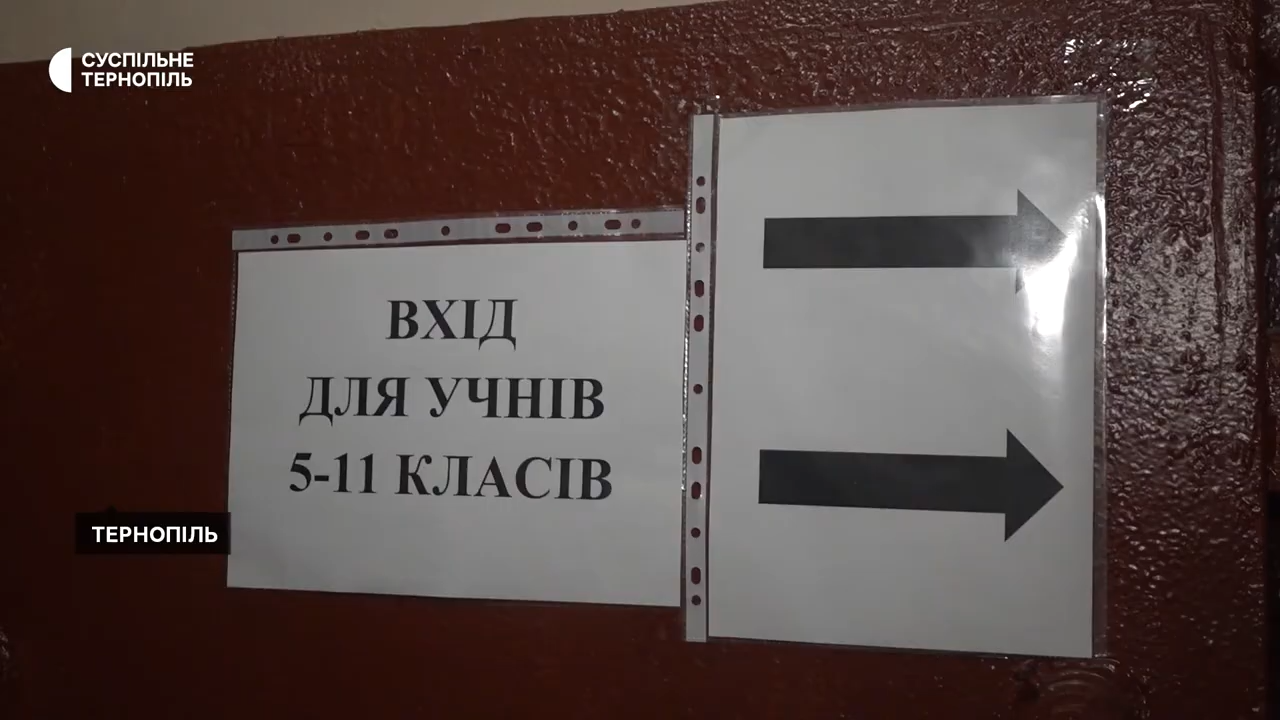 СУСПІЛЬНЕ
ТЕРНОПІЛЬ
ВХІД
ДЛЯ УЧНІВ
5-11 КЛАСІВ
ТЕРНОПІЛЬ